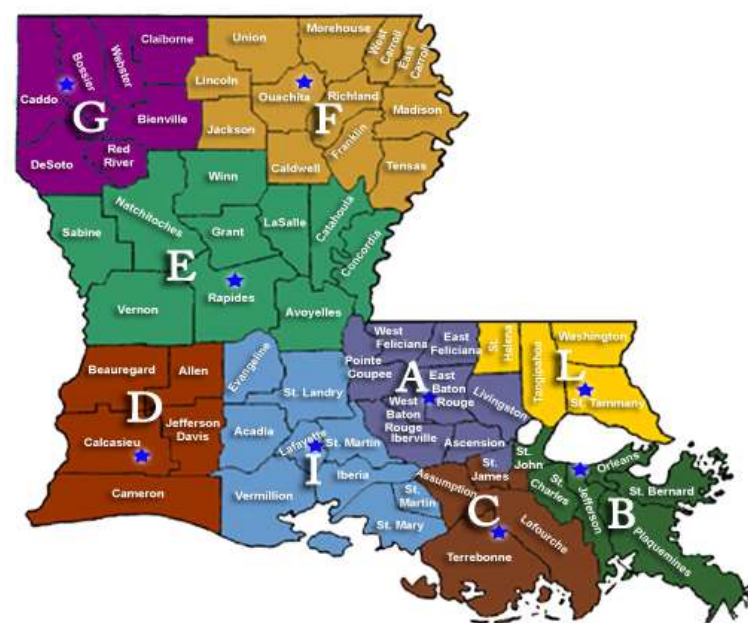 Claiborne
Webster
Bossier
Caddo
G
Bienville
DeSoto
Red
River
Union
Morehouse
West
Carroll
East
Carroll
Lincoln
Ouachita
Richland
Madison
F
Jackson
Franklin
Caldwell
Tensas
Winn
Natchitoches
Sabine
Grant
LaSalle
Catahoula
Concordia
E
Rapides
Vernon
Avoyelles
Beauregard
Allen
D
Jefferson
Davis
Calcasieu
Cameron
Evangeline
St. Landry
Acadia
Lafayette
St. Martin
I
Iberia
Vermillion
St.
Martin
St. Mary
West
Feliciana
East
Feliciana
Pointe
Coupee
A
East
Baton
Rouge
West
Baton
Rouge
Iberville
Livingston
Ascension
St.
Helena
Tangipahoa
Washington
L
St. Tammany
Assumption
St.
James
C
Lafourche
Terrebonne
St.
John
St.
Charles
Jefferson
Orleans
St. Bernard
B
Plaquemines